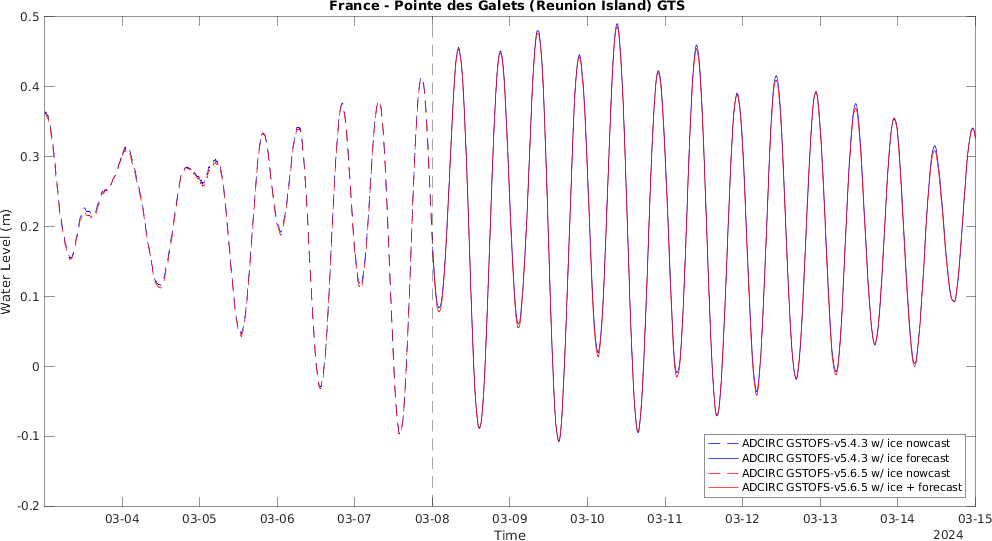 France - Pointe des Galets (Reunion Island) GTS
0.5
0.4
0.3
0.2
0.1
0
-0.1
-0.2
Water Level (m)
ADCIRC GSTOFS-v5.4.3 w/ ice nowcast
ADCIRC GSTOFS-v5.4.3 w/ ice forecast
ADCIRC GSTOFS-v5.6.5 w/ ice nowcast
ADCIRC GSTOFS-v5.6.5 w/ ice + forecast
03-04 03-05 03-06 03-07 03-08 03-09 03-10 03-11 03-12 03-13 03-14 03-15
Time
2024